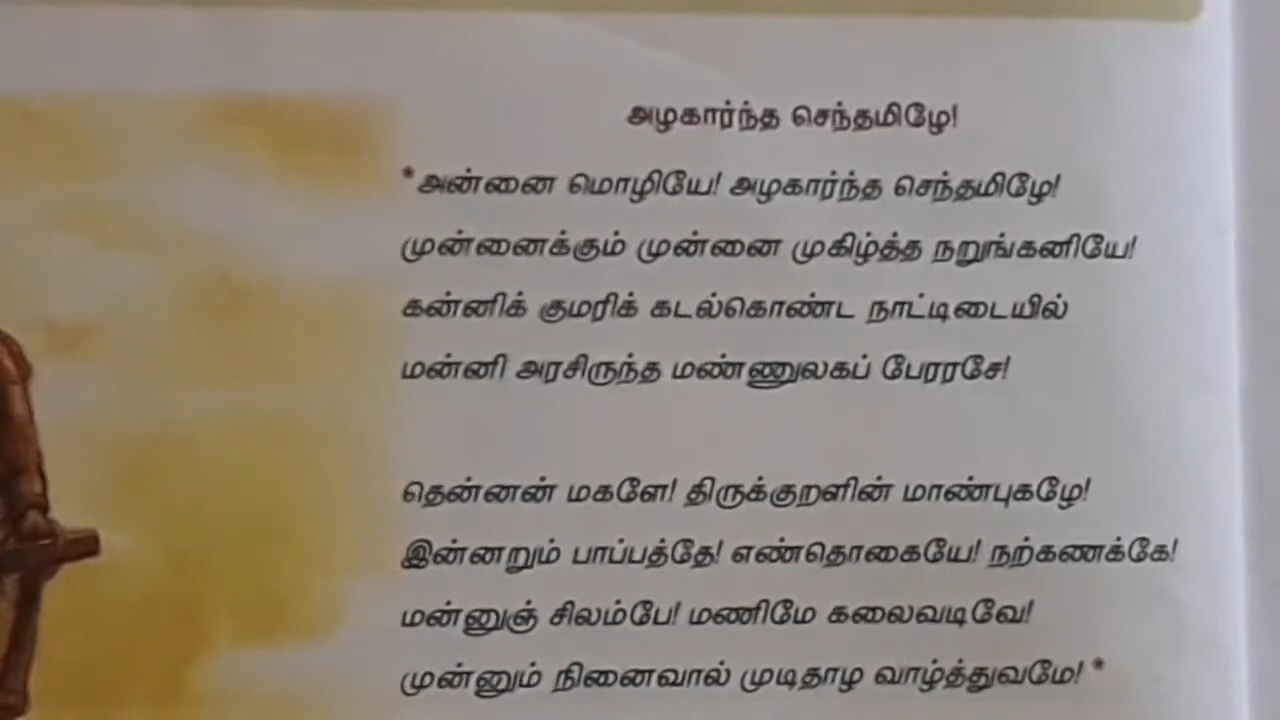 அழகார்ந்த செந்தமிழே!
*அன்னை மொழியே! அழகார்ந்த செந்தமிழே!
முன்னைக்கும் முன்னை முகிழ்த்த நறுங்கனியே!
கன்னிக் குமரிக் கடல்கொண்ட நாட்டிடையில்
மன்னி அரசிருந்த மண்ணுலகப் பேரரசே!
தென்னன் மகளே! திருக்குறளின் மாண்புகழே!
இன்னறும் பாப்பத்தே! எண்தொகையே! நற்கணக்கே!
மன்னுஞ் சிலம்பே! மணிமே கலைவடிவே!
முன்னும் நினைவால் முடிதாழ வாழ்த்துவமே! *